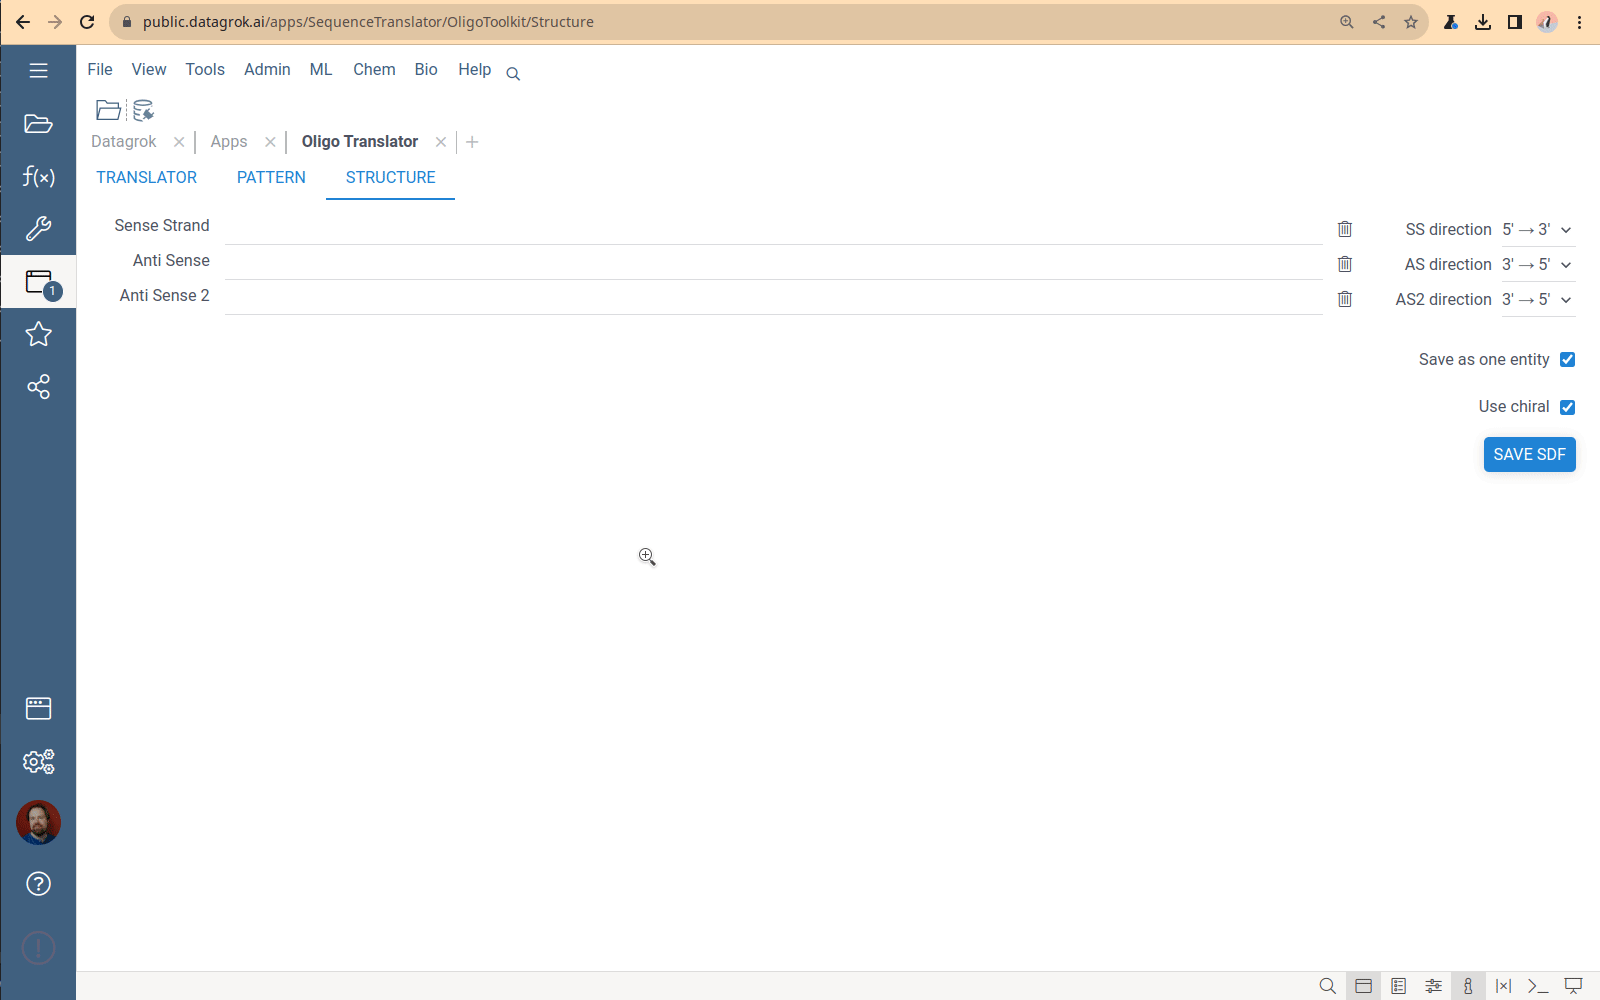 public.datagrok.ai/apps/SequenceTranslator/OligoToolkit/Structure
File View Tools Admin ML Chem Bio Help
Datagrok Apps Oligo Translator
TRANSLATOR PATTERN STRUCTURE
Sense Strand SS direction 5' → 3'
Anti Sense AS direction 3' → 5'
Anti Sense 2 AS2 direction 3' → 5'
Save as one entity
Use chiral
SAVE SDF
f(x)
1